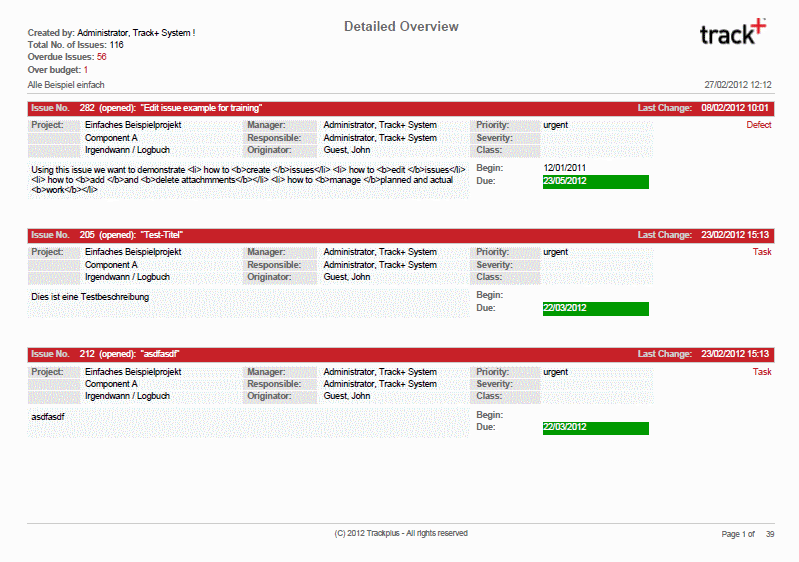 Detailed Overview
track+
Created by: Administrator, Track+ System !
Total No. of Issues: 116
Overdue Issues: 56
Over budget: 1
Alle Beispiel einfach 27/02/2012 12:12
Issue No. 282 (opened): "Edit issue example for training" Last Change: 08/02/2012 10:01
Project: Einfaches Beispielprojekt Manager: Administrator, Track+ System Priority: urgent Defect
Component A Responsible: Administrator, Track+ System Severity:
Irgendwann / Logbuch Originator: Guest, John Class:
Using this issue we want to demonstrate <li> how to <b>create </b>issues</li> <li> how to <b>edit </b>issues</li> Begin: 12/01/2011
<li> how to <b>add </b>and <b>delete attachmments</b></li> <li> how to <b>manage </b>planned and actual Due: 23/05/2012
<b>work</b></li>
Issue No. 205 (opened): "Test-Titel" Last Change: 23/02/2012 15:13
Project: Einfaches Beispielprojekt Manager: Administrator, Track+ System Priority: urgent Task
Component A Responsible: Administrator, Track+ System Severity:
Irgendwann / Logbuch Originator: Guest, John Class:
Dies ist eine Testbeschreibung Begin:
Due: 22/03/2012
Issue No. 212 (opened): "asdfasdf" Last Change: 23/02/2012 15:13
Project: Einfaches Beispielprojekt Manager: Administrator, Track+ System Priority: urgent Task
Component A Responsible: Administrator, Track+ System Severity:
Irgendwann / Logbuch Originator: Guest, John Class:
asdfasdf Begin:
Due: 22/03/2012
(C) 2012 Trackplus - All rights reserved Page 1 of 39